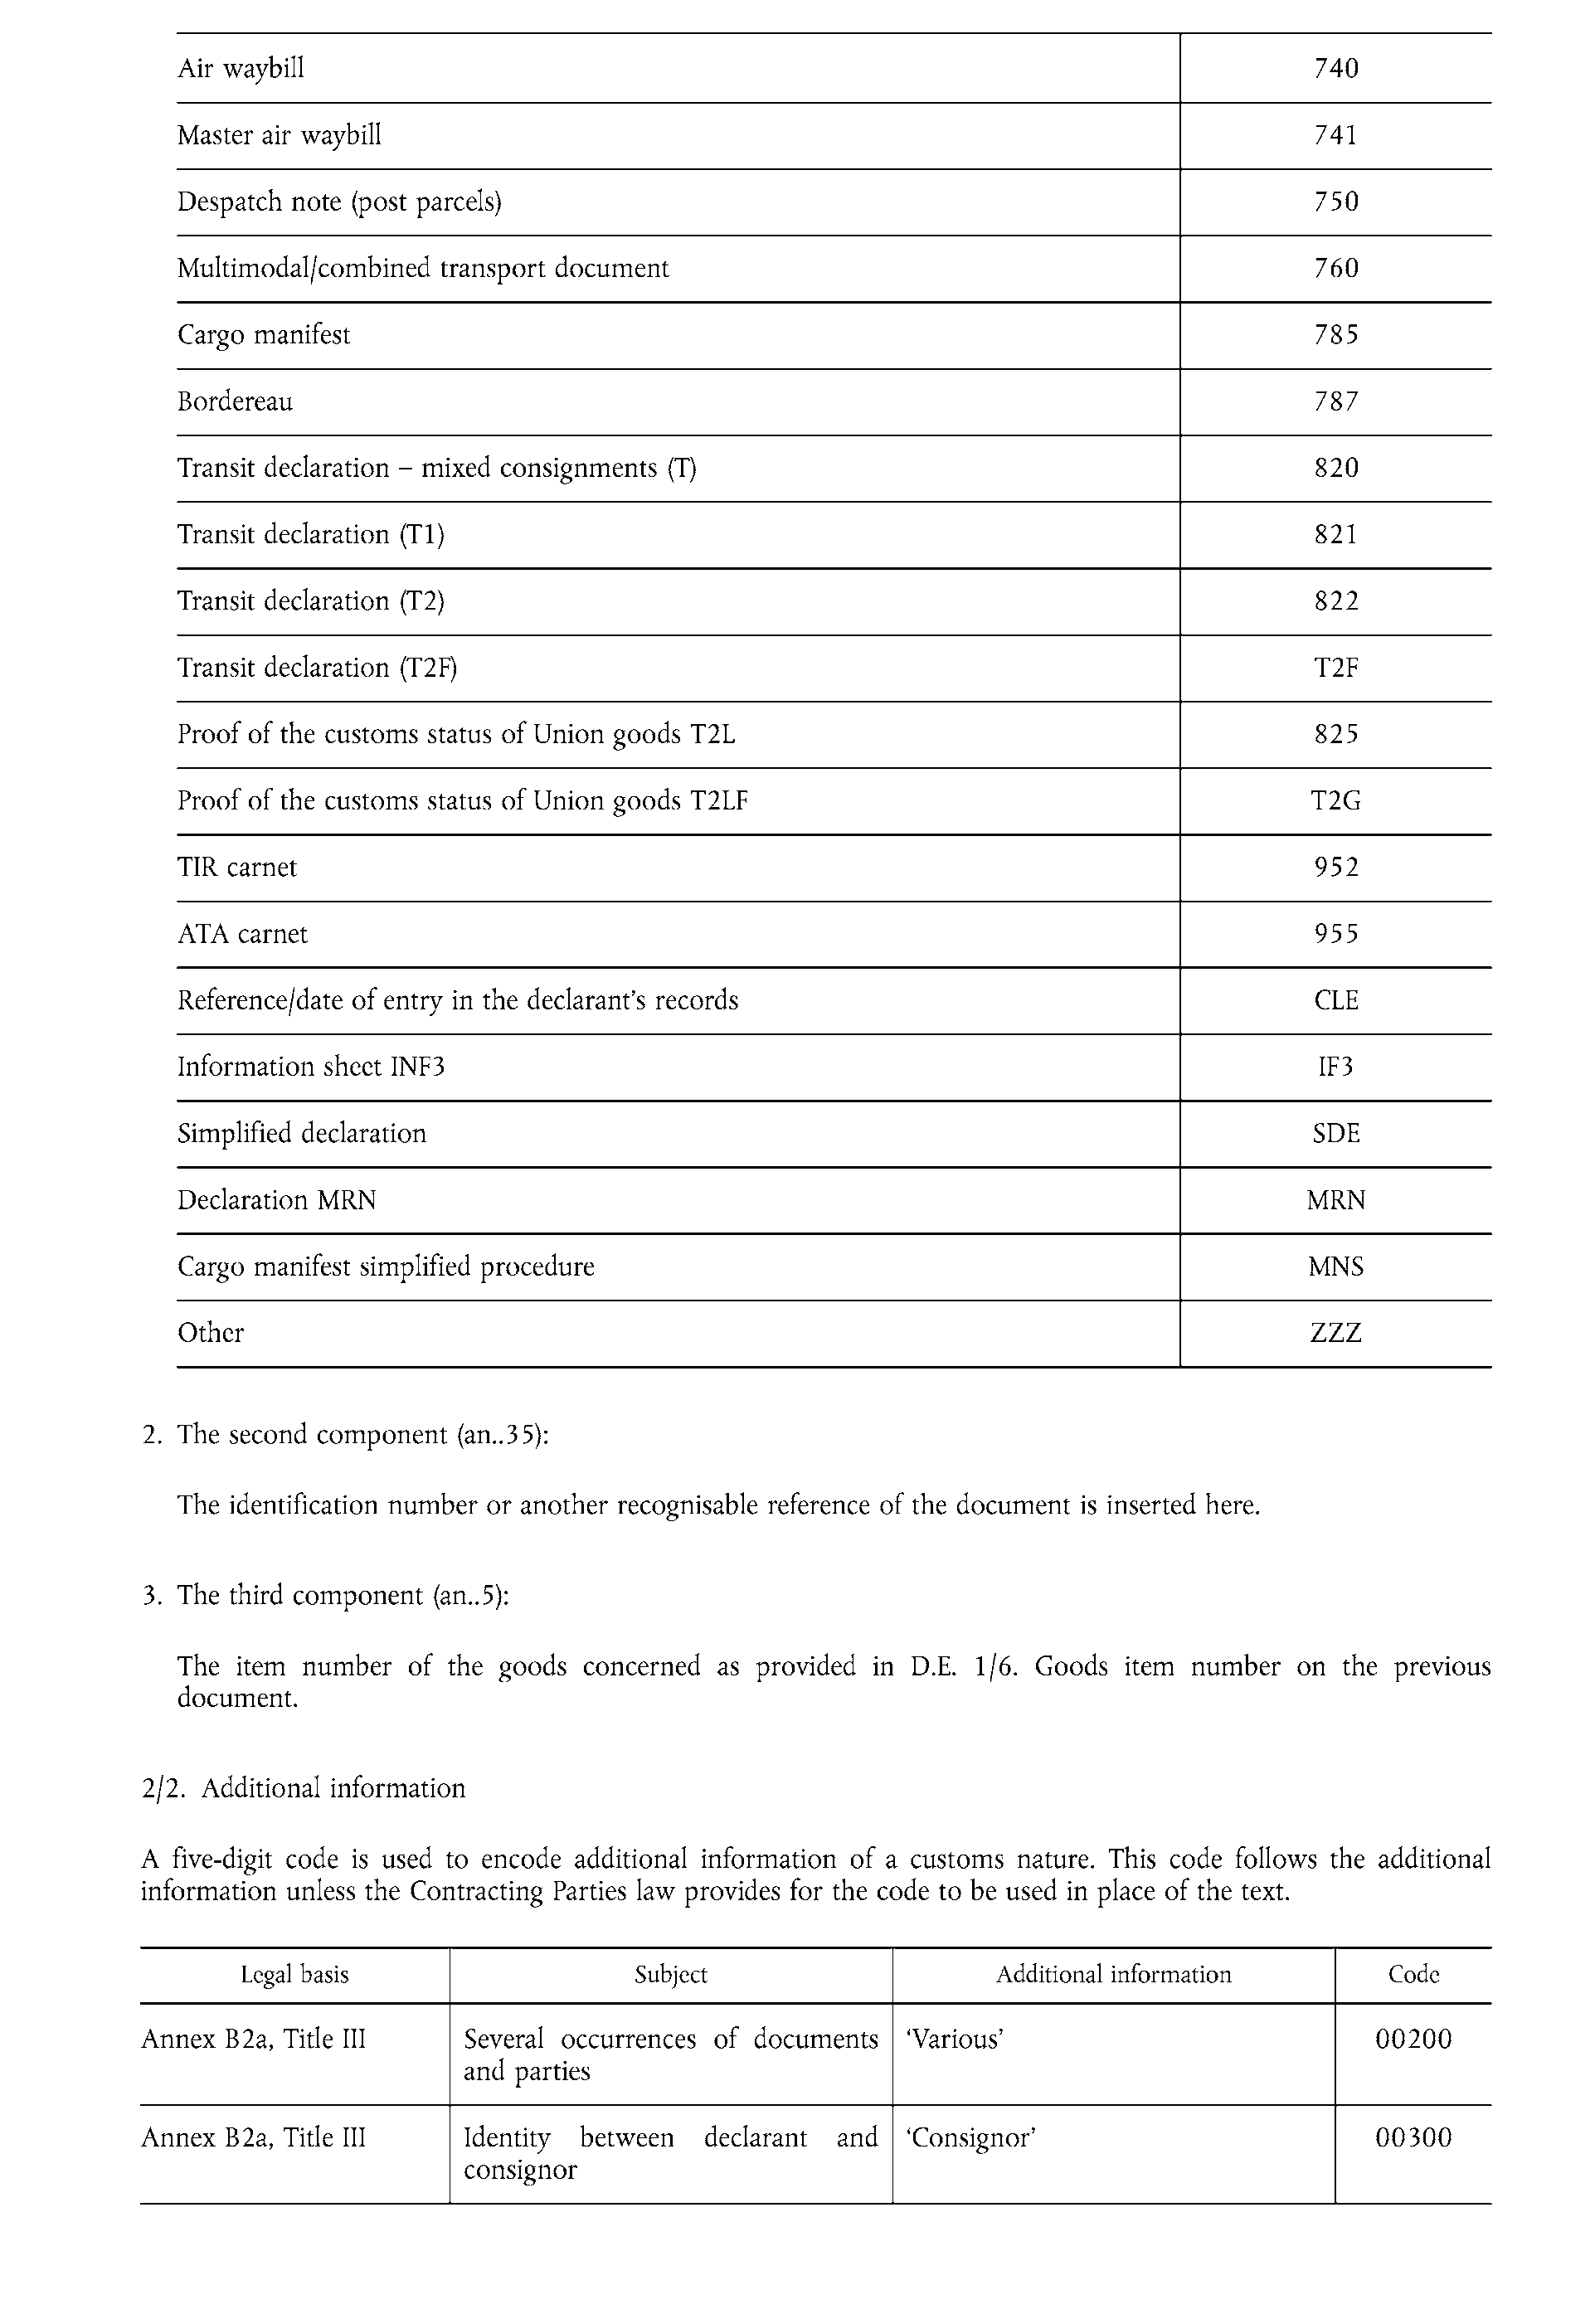 Air waybill 740
Master air waybill 741
Despatch note (post parcels) 750
Multimodal/combined transport document 760
Cargo manifest 785
Bordereau 787
Transit declaration – mixed consignments (T) 820
Transit declaration (T1) 821
Transit declaration (T2) 822
Transit declaration (T2F) T2F
Proof of the customs status of Union goods T2L 825
Proof of the customs status of Union goods T2LF T2G
TIR carnet 952
ATA carnet 955
Reference/date of entry in the declarant’s records CLE
Information sheet INF3 IF3
Simplified declaration SDE
Declaration MRN MRN
Cargo manifest simplified procedure MNS
Other ZZZ
2. The second component (an..35):
The identification number or another recognisable reference of the document is inserted here.
3. The third component (an..5):
The item number of the goods concerned as provided in D.E. 1/6. Goods item number on the previous
document.
2/2. Additional information
A five-digit code is used to encode additional information of a customs nature. This code follows the additional
information unless the Contracting Parties law provides for the code to be used in place of the text.
Legal basis Subject Additional information Code
Annex B2a, Title III Several occurrences of documents ‘Various’ 00200
and parties
Annex B2a, Title III Identity between declarant and ‘Consignor’ 00300
consignor